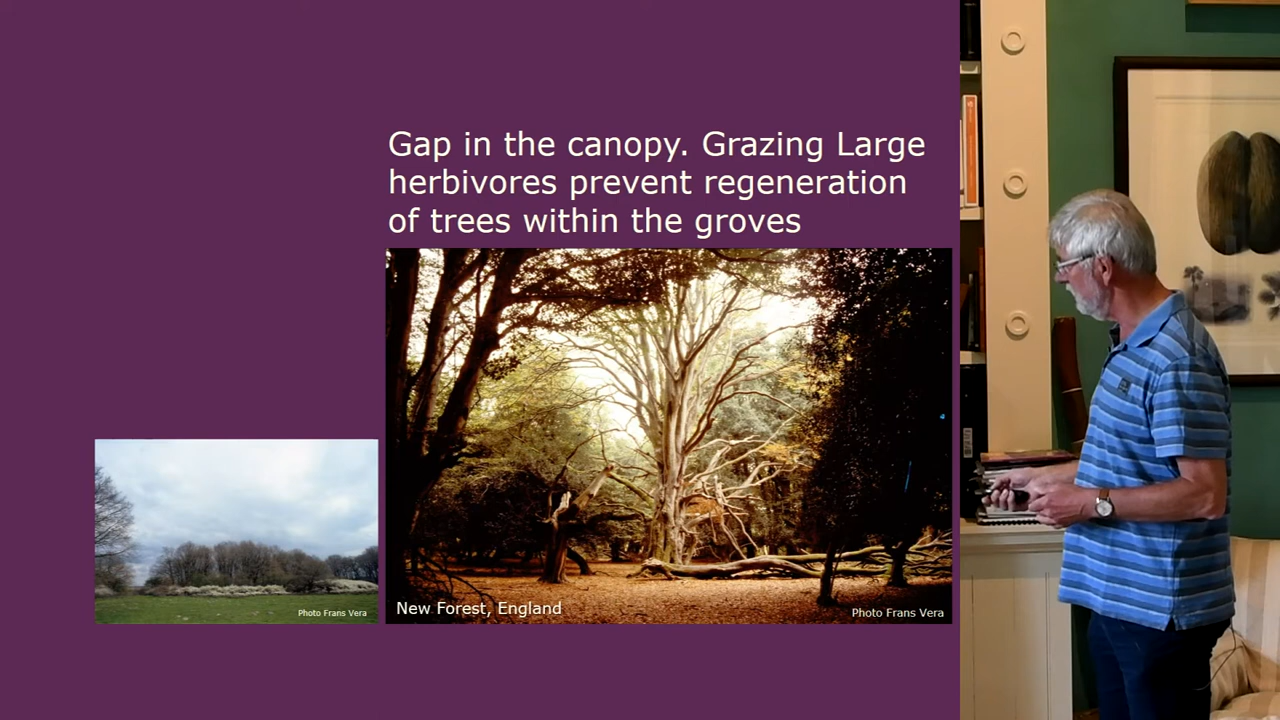 Gap in the canopy. Grazing Large
herbivores prevent regeneration
of trees within the groves
Photo Frans Vera
New Forest, England
Photo Frans Vera